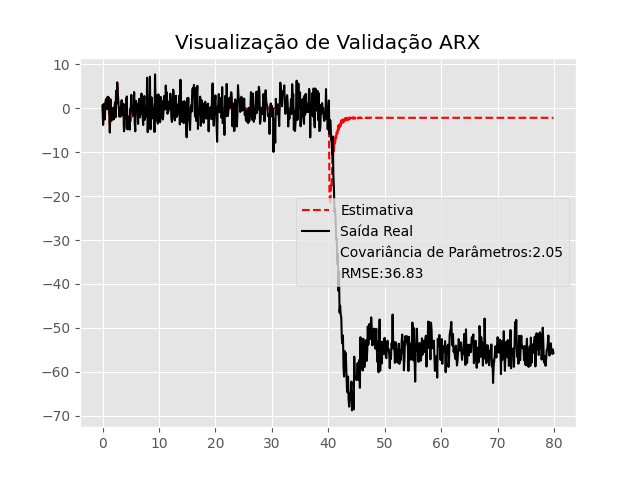 Visualização de Validação ARX
10
0
−10
−20
−30
−40
−50
−60
−70
Estimativa
Saída Real
Covariância de Parâmetros:2.05
RMSE:36.83
0 10 20 30 40 50 60 70 80